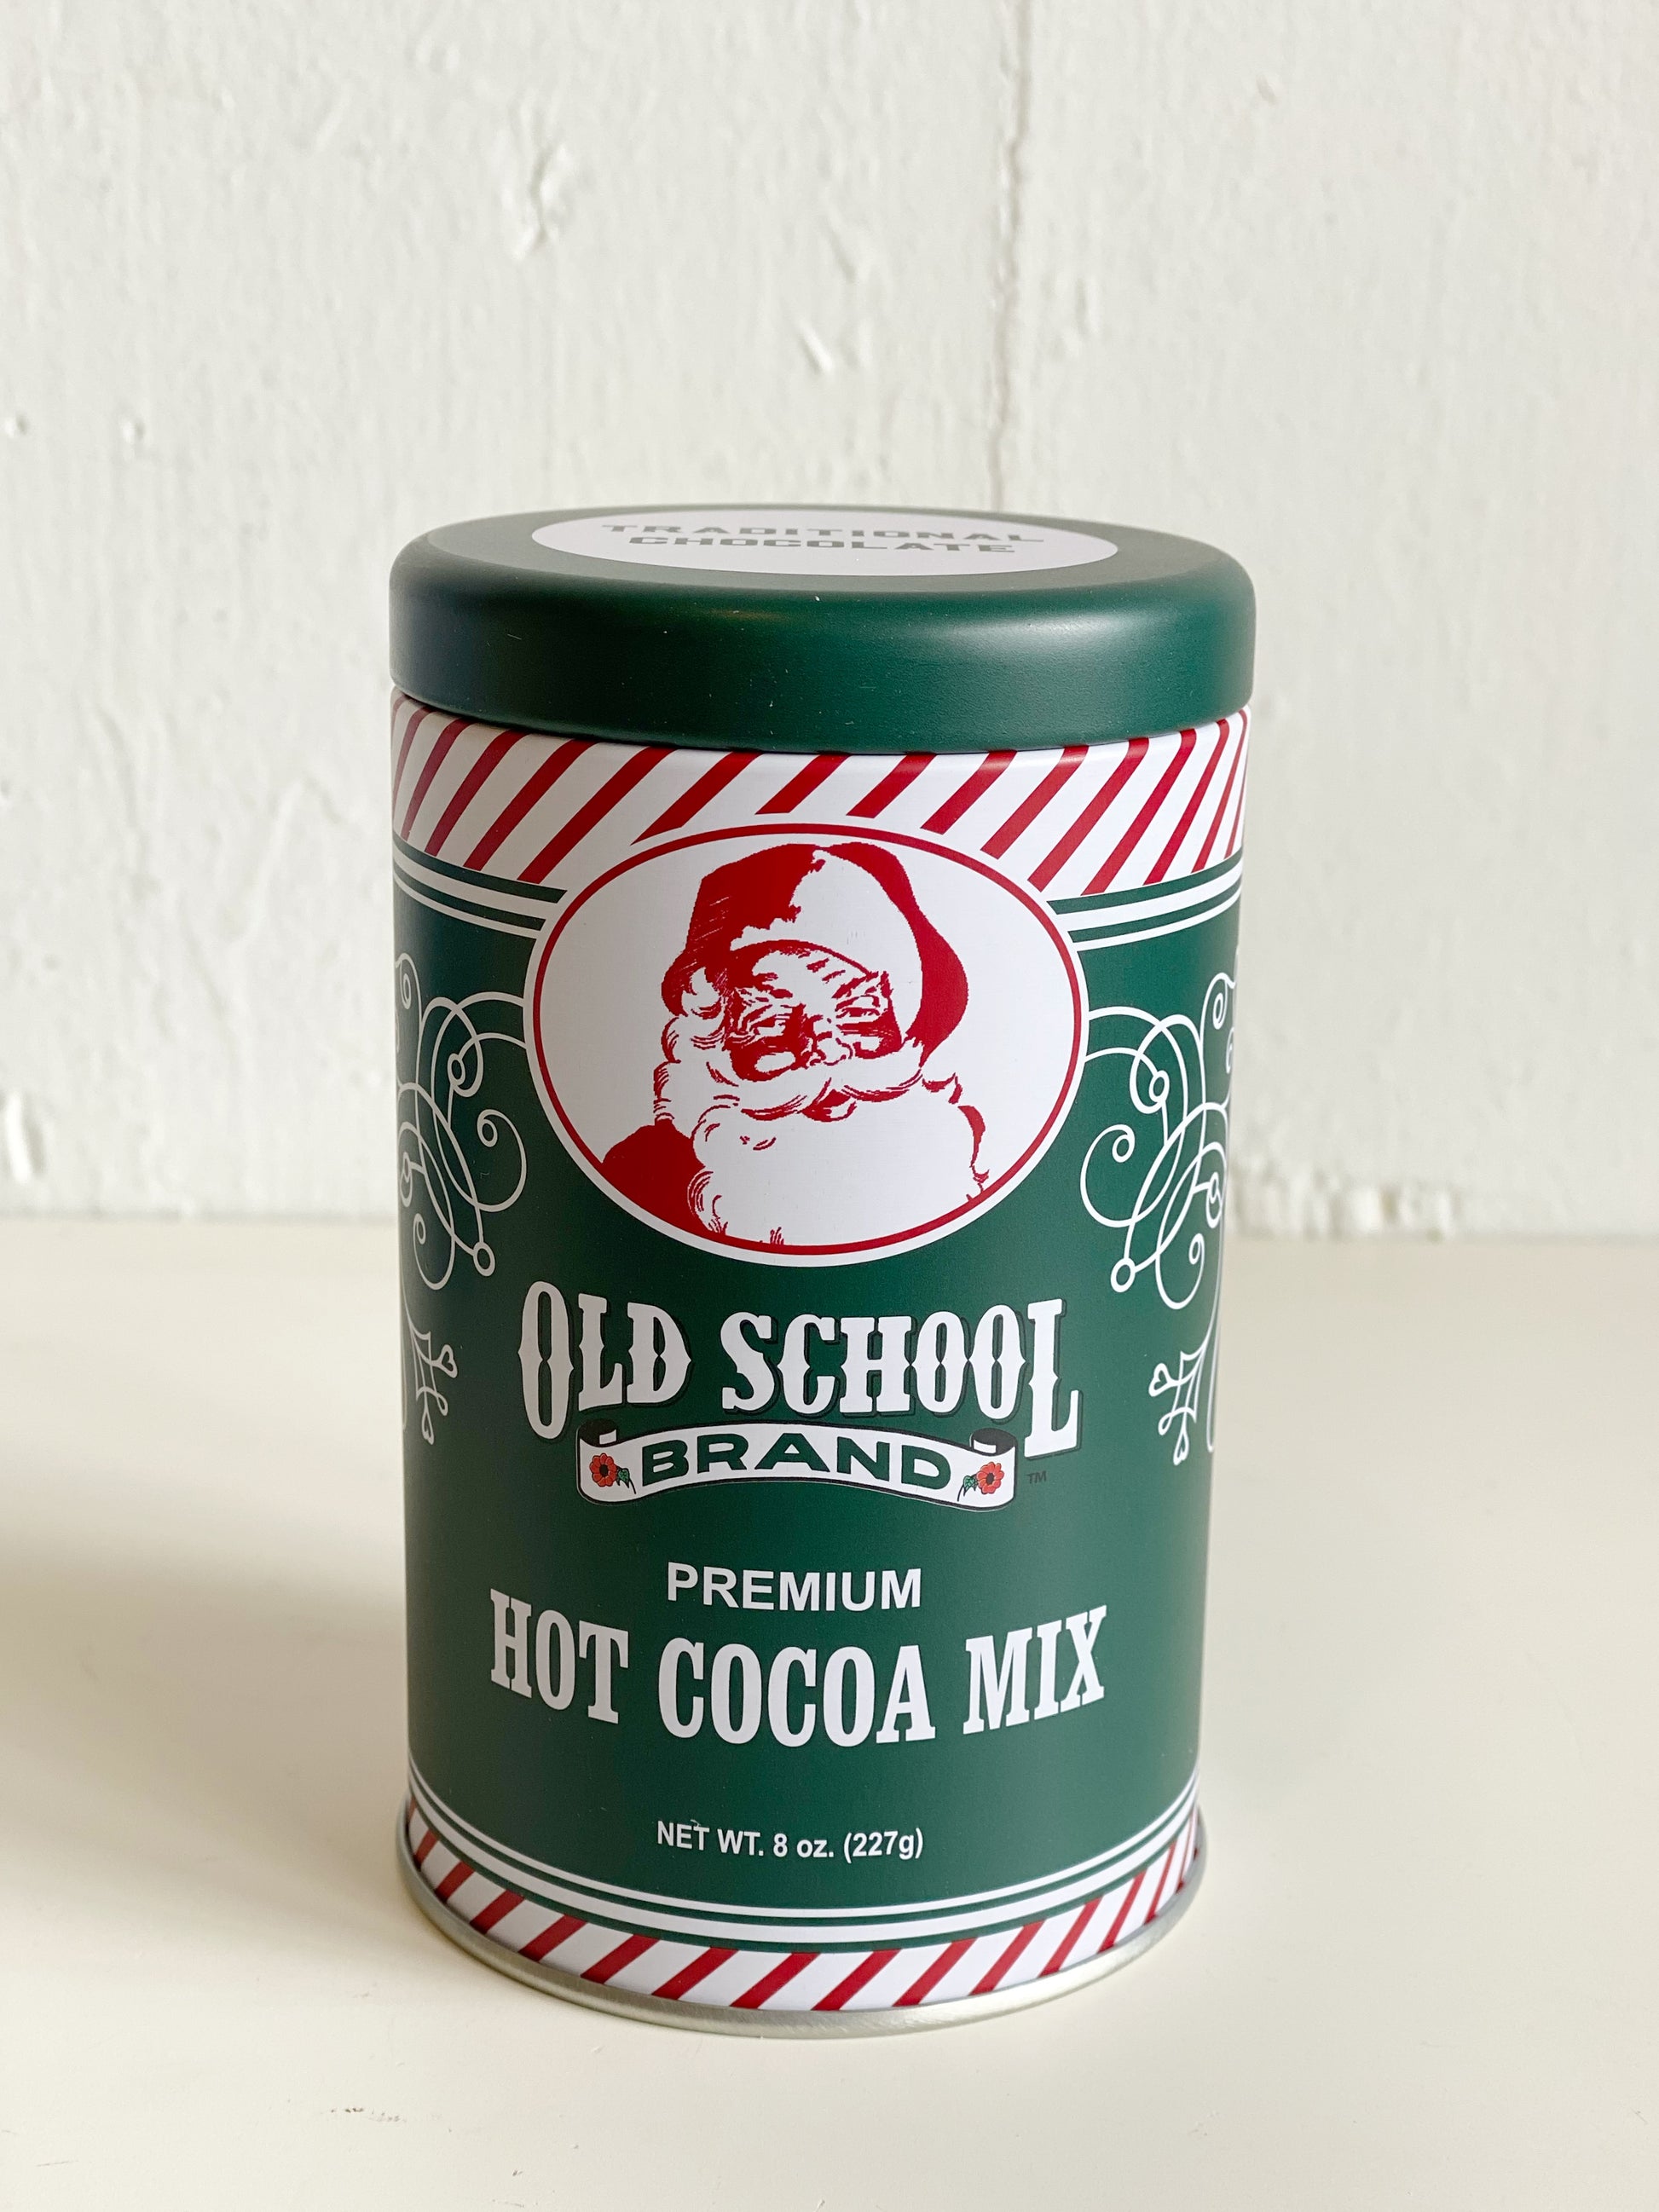 TRADITIONAL
CHOCOLATE
OLD SCHOOL
BRAND
TM
PREMIUM
HOT COCOA MIX
NET WT. 8 oz. (227g)